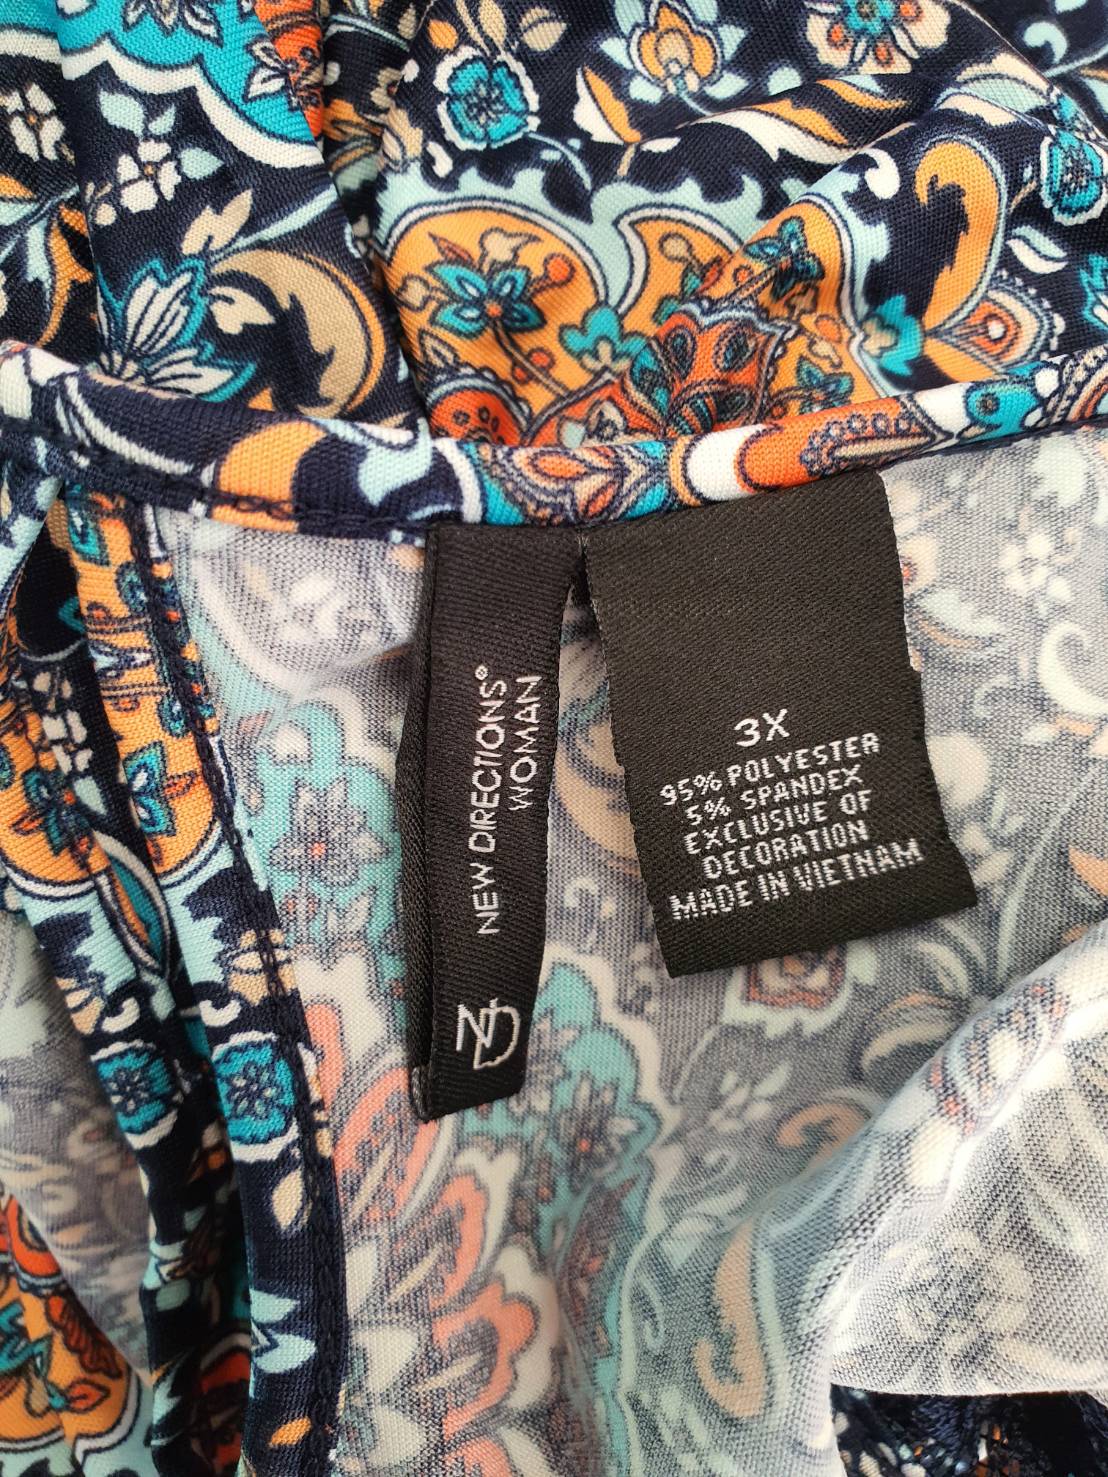 NEW DIRECTIONS®
WOMAN
ND
3X
95% POLYESTER
5% SPANDEX
EXCLUSIVE OF
DECORATION
MADE IN VIETNAM